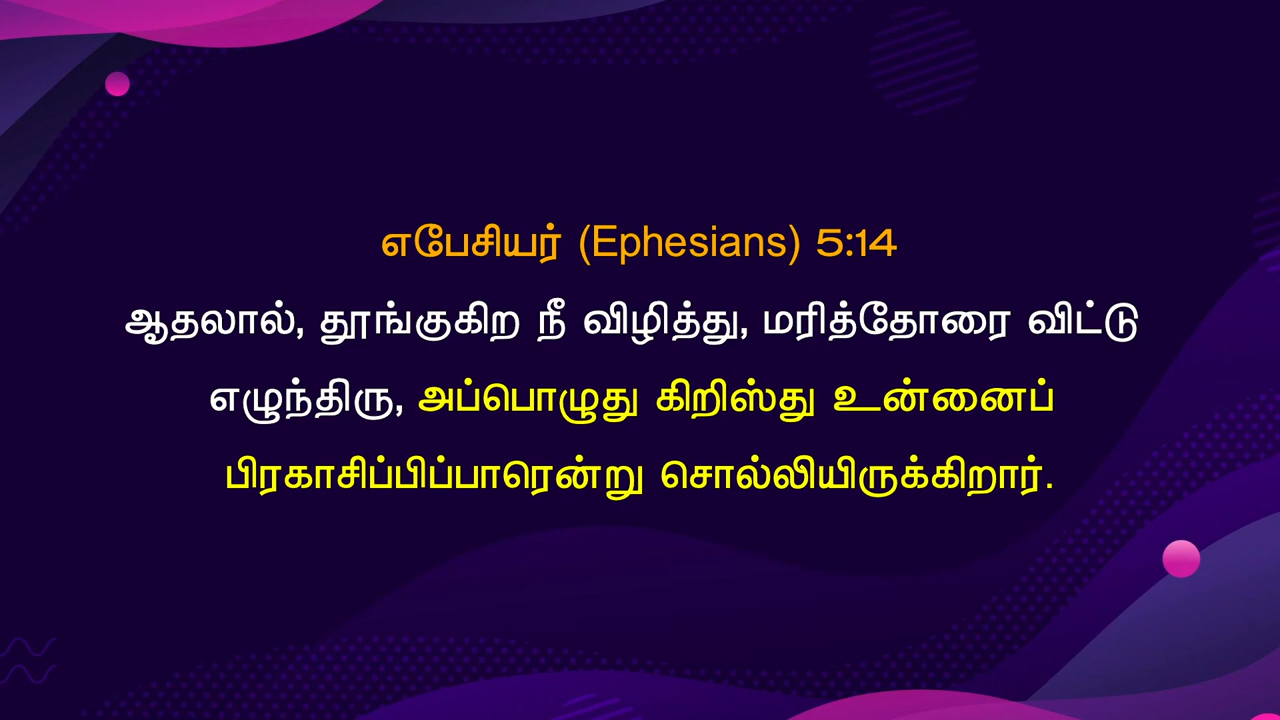 எபேசியர் (Ephesians) 5:14
ஆதலால், தூங்குகிற நீ விழித்து, மரித்தோரை விட்டு
எழுந்திரு, அப்பொழுது கிறிஸ்து உன்னைப்
பிரகாசிப்பிப்பாரென்று சொல்லியிருக்கிறார்.